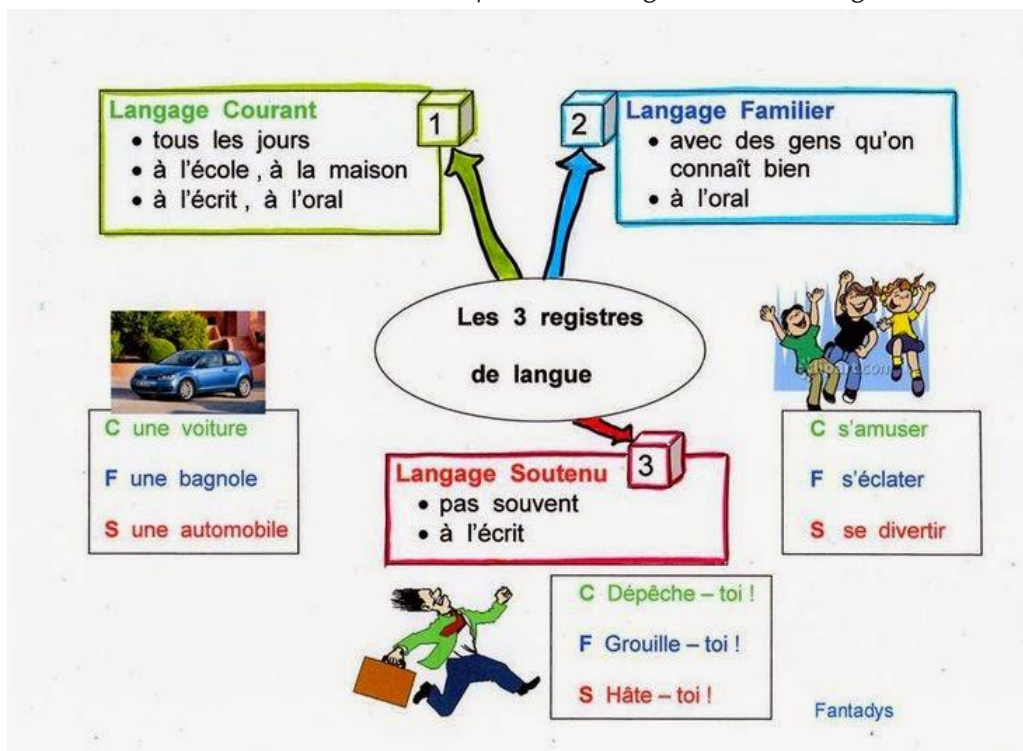 Langage Courant
• tous les jours
• à l'école , à la maison
• à l'écrit , à l'oral
1
2
Langage Familier
• avec des gens qu'on
connaît bien
• à l'oral
Les 3 registres
de langue
C une voiture
F une bagnole
S une automobile
C s'amuser
F s'éclater
S se divertir
Langage Soutenu
3
• pas souvent
• à l'écrit
C Dépêche – toi !
F Grouille – toi !
S Hâte – toi !
Fantadys